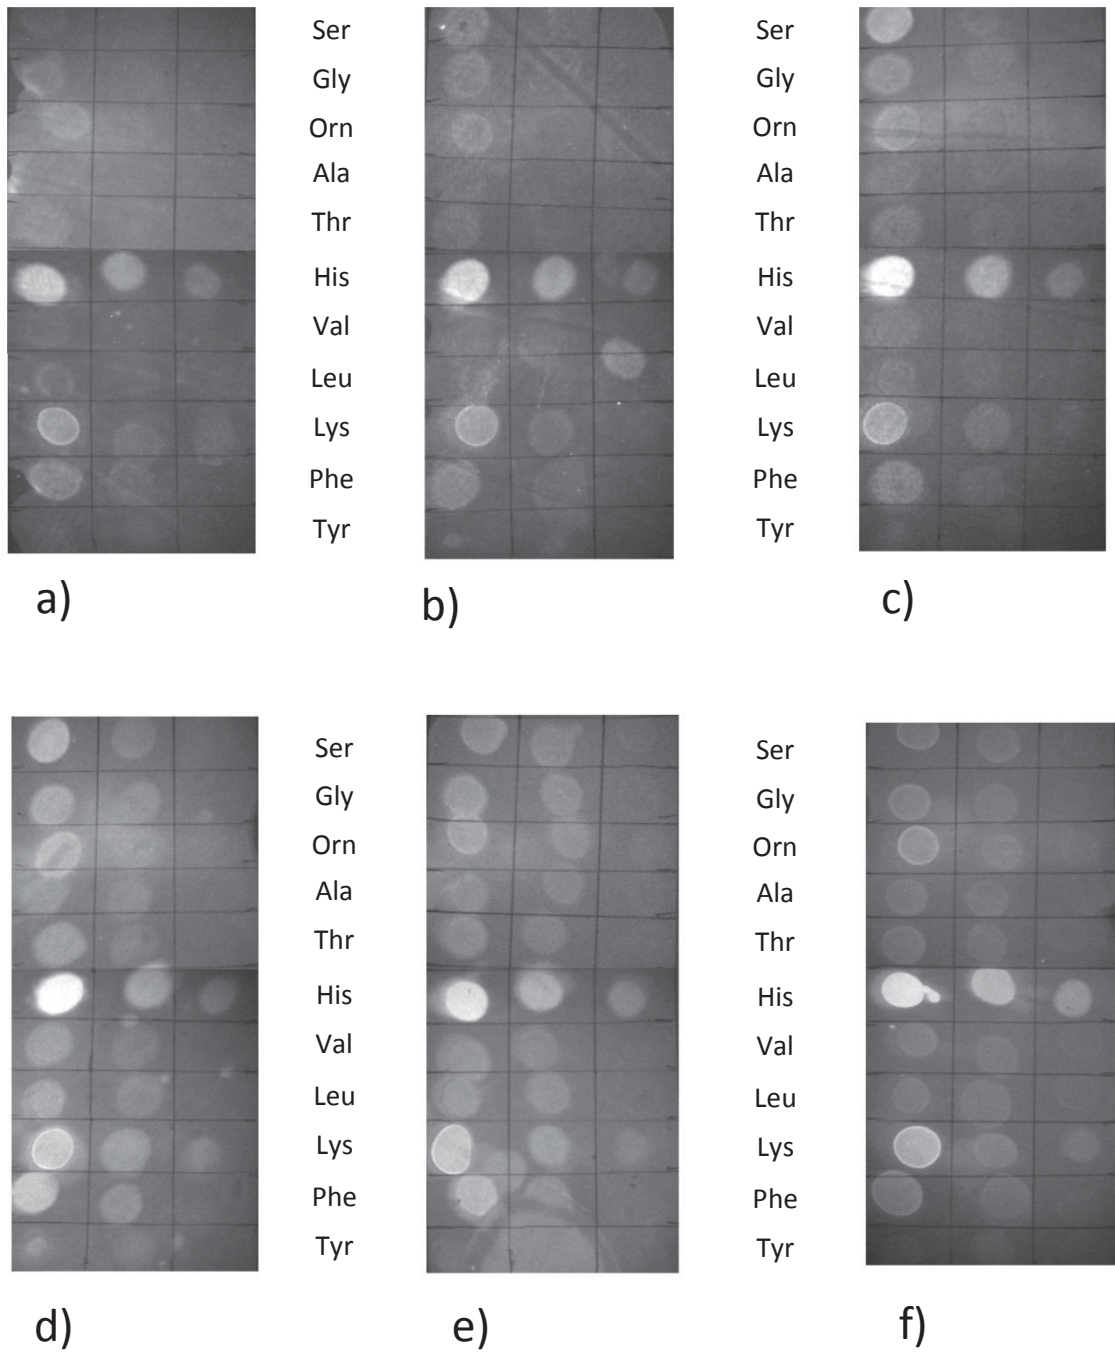 Ser
Gly
Orn
Ala
Thr
His
Val
Leu
Lys
Phe
Tyr
Ser
Gly
Orn
Ala
Thr
His
Val
Leu
Lys
Phe
Tyr
a)
b)
c)
Ser
Gly
Orn
Ala
Thr
His
Val
Leu
Lys
Phe
Tyr
Ser
Gly
Orn
Ala
Thr
His
Val
Leu
Lys
Phe
Tyr
d)
e)
f)